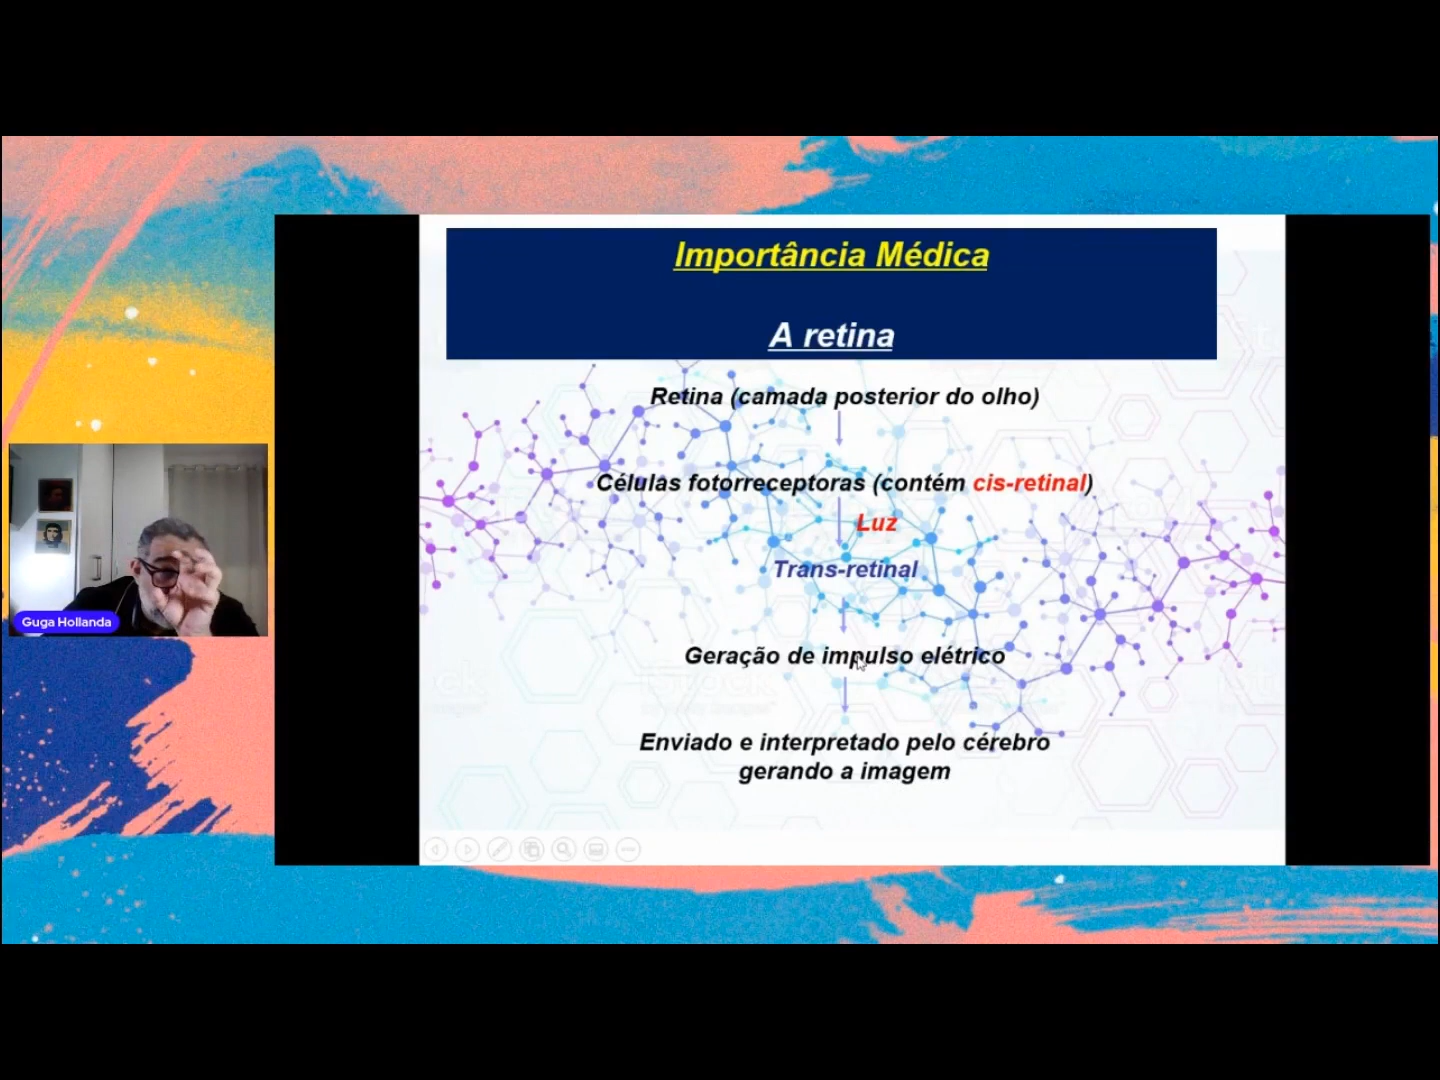 Importância Médica
A retina
Retina (camada posterior do olho)
Células fotorreceptoras (contém cis-retinal)
Luz
Trans-retinal
Geração de impulso elétrico
Enviado e interpretado pelo cérebro
gerando a imagem
Guga Hollanda